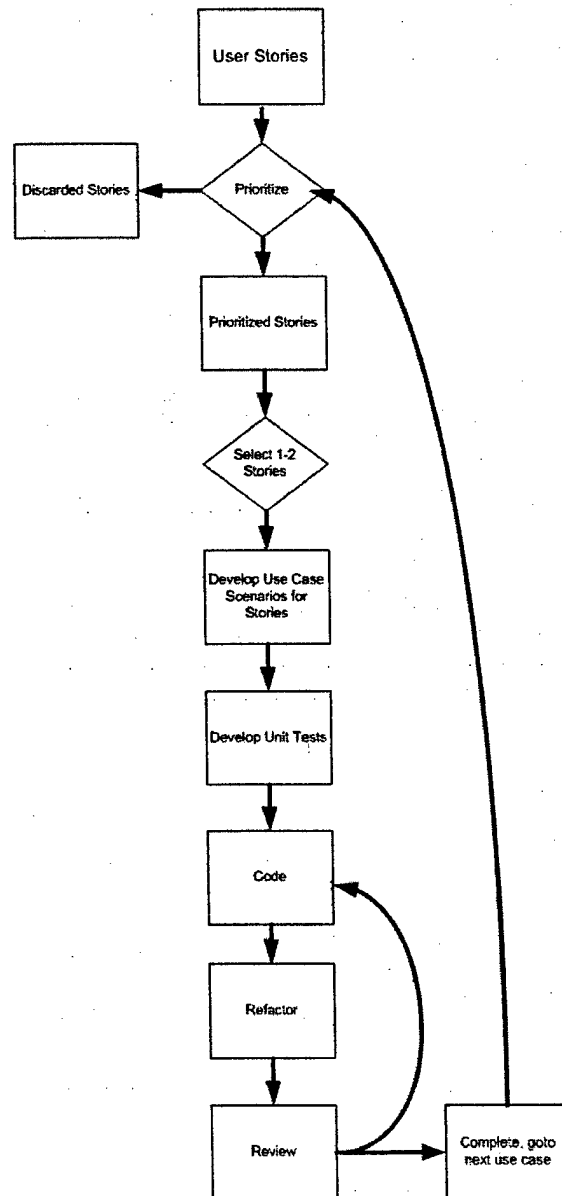 User Stories
Prioritize
Discarded Stories
Prioritized Stories
Select 1-2
Stories
Develop Use Case
Scenarios for
Stories
Develop Unit Tests
Code
Refactor
Review
Complete, goto
next use case